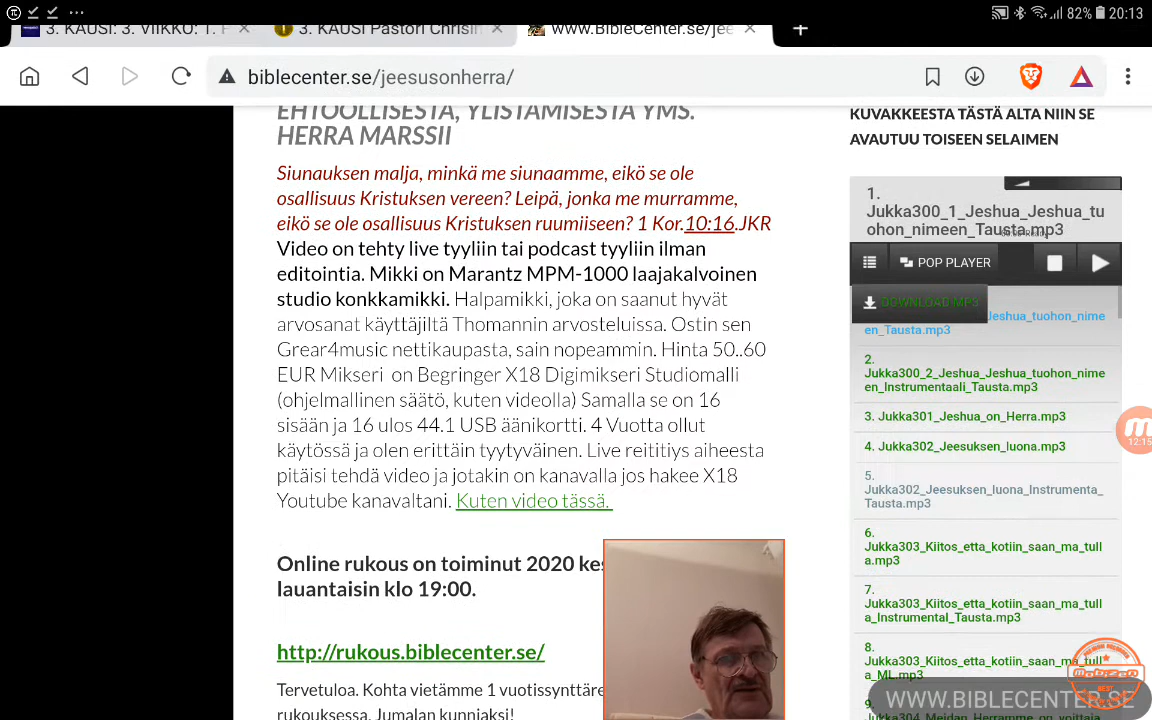 82% 20:13
3. KAUSI: 3. VIIKKO: 1.
3. KAUSI Pastori Chrisin
www.BibleCenter.se/jee
biblecenter.se/jeesusonherra/
EHTOOLLISESTA, YLISTÄMISESTÄ YMS.
HERRA MARSSII
Siunauksen malja, minkä me siunaamme, eikö se ole
osallisuus Kristuksen vereen? Leipä, jonka me murramme,
eikö se ole osallisuus Kristuksen ruumiiseen? 1 Kor.10:16.JKR
Video on tehty live tyyliin tai podcast tyyliin ilman
editointia. Mikki on Marantz MPM-1000 laajakalvoinen
studio konkkamikki. Halpamikki, joka on saanut hyvät
arvosanat käyttäjiltä Thomannin arvosteluissa. Ostin sen
Grear4music nettikaupasta, sain nopeammin. Hinta 50..60
EUR Mikseri on Begringer X18 Digimikseri Studiomalli
(ohjelmallinen säätö, kuten videolla) Samalla se on 16
sisään ja 16 ulos 44.1 USB äänikortti. 4 Vuotta ollut
käytössä ja olen erittäin tyytyväinen. Live reititiys aiheesta
pitäisi tehdä video ja jotakin on kanavalla jos hakee X18
Youtube kanavaltani. Kuten video tässä.
Online rukous on toiminut 2020 kes
lauantaisin klo 19:00.
http://rukous.biblecenter.se/
Tervetuloa. Kohta vietämme 1 vuotissynttäre
rukouksessa. Jumalan kunniaksi!
KUVAKKEESTA TÄSTÄ ALTA NIIN SE
AVAUTUU TOISEEN SELAIMEN
1.
Jukka300_1_Jeshua_Jeshua_tu
ohon_nimeen_Tausta.mp3
POP PLAYER
DOWNLOAD MP3
Jeshua_tuohon_nime
en_Tausta.mp3
2.
Jukka300_2_Jeshua_Jeshua_tuohon_nime
en_Instrumentaali_Tausta.mp3
3. Jukka301_Jeshua_on_Herra.mp3
4. Jukka302_Jeesuksen_luona.mp3
5.
Jukka302_Jeesuksen_luona_Instrumenta_
Tausta.mp3
6.
Jukka303_Kiitos_etta_kotiin_saan_ma_tull
a.mp3
7.
Jukka303_Kiitos_etta_kotiin_saan_ma_tull
a_Instrumental_Tausta.mp3
8.
Jukka303_Kiitos_etta_kotiin_saan_ma_tull
a_ML.mp3
9.
12:15
WWW.BIBLECENTER.SE